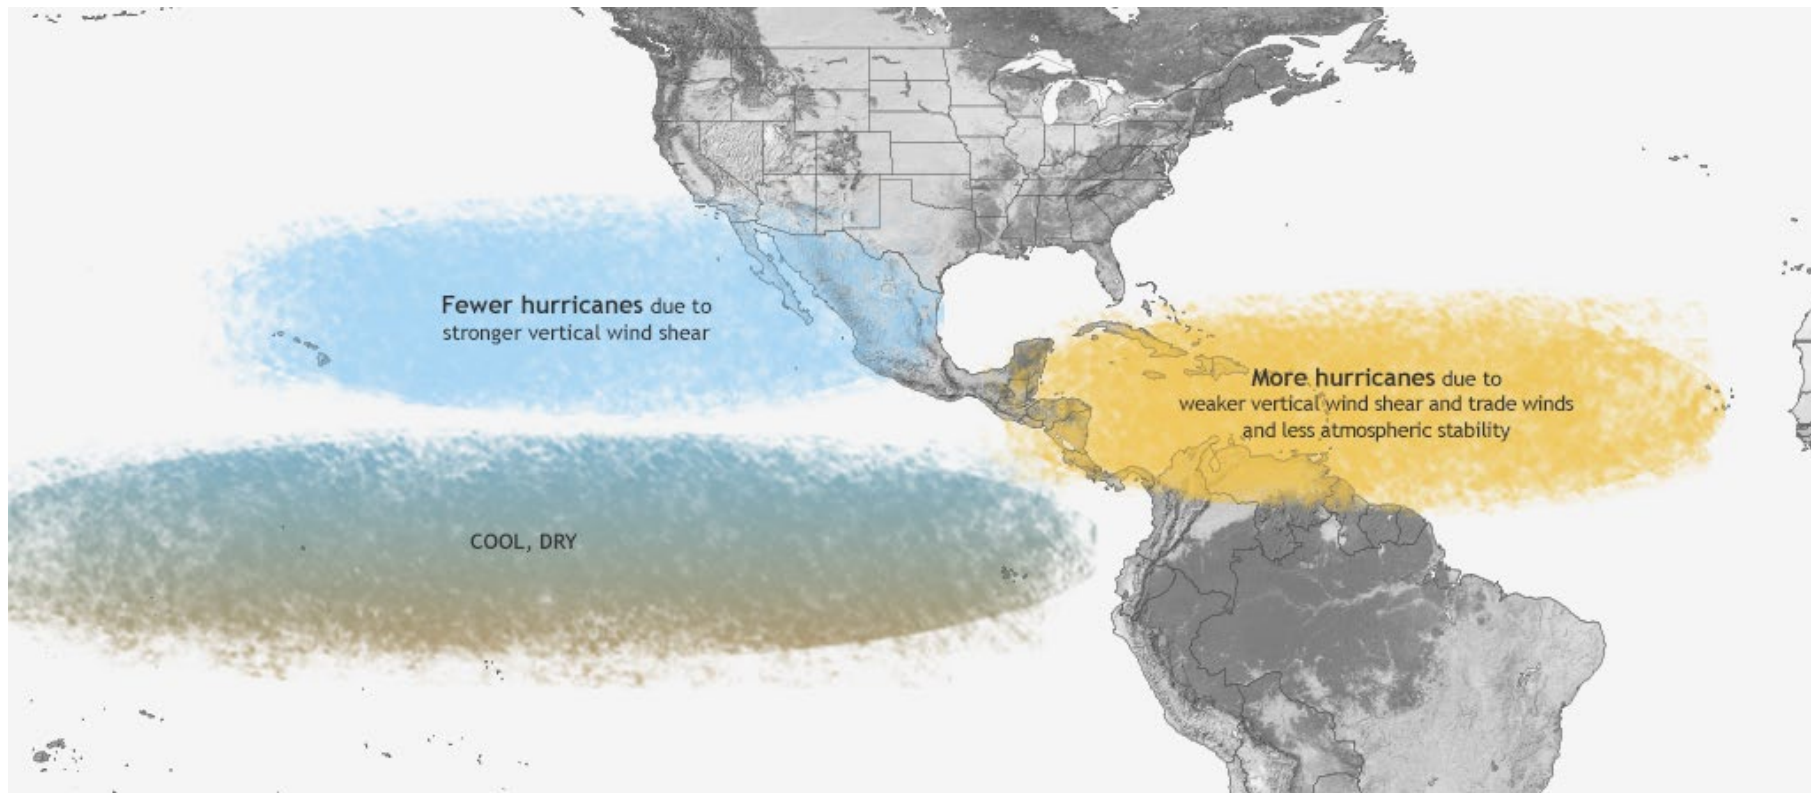 Fewer hurricanes due to
stronger vertical wind shear
More hurricanes due to
weaker vertical wind shear and trade winds
and less atmospheric stability
COOL, DRY